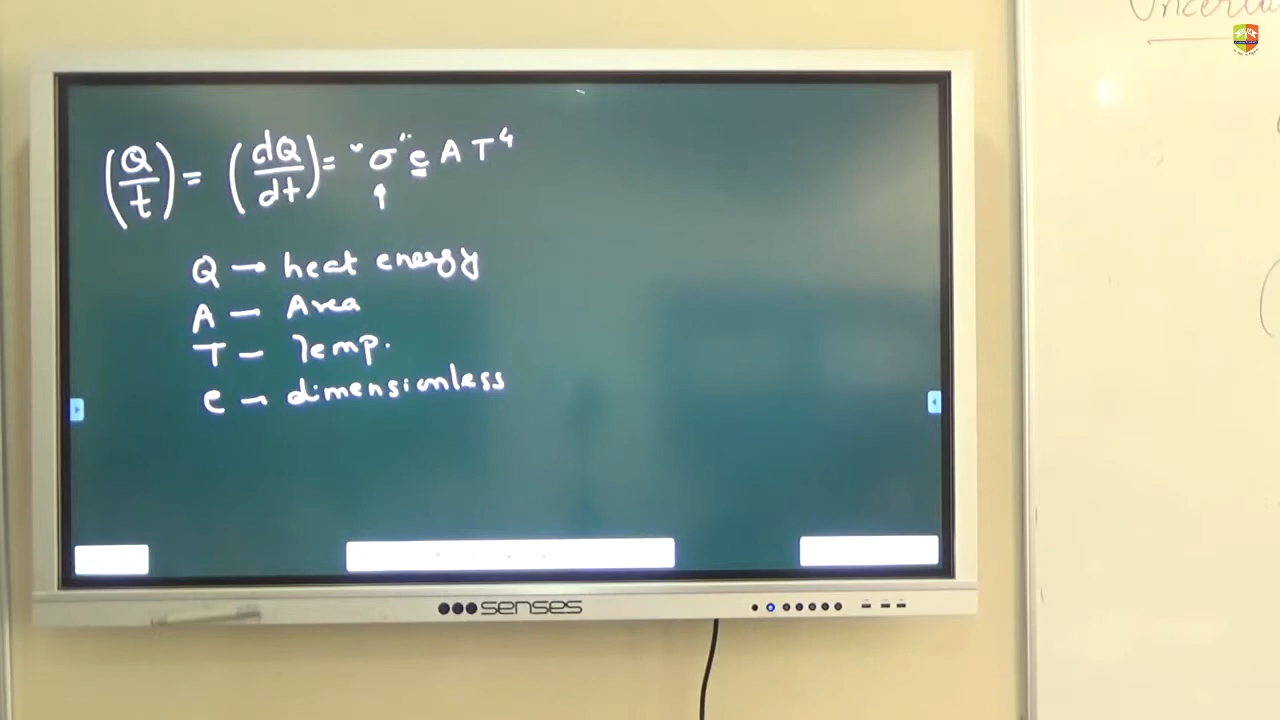 (Q/t) = (dQ/dt) = "σ" e A T⁴
↑
Q → heat energy
A — Area
T — Temp.
e → dimensionless
senses